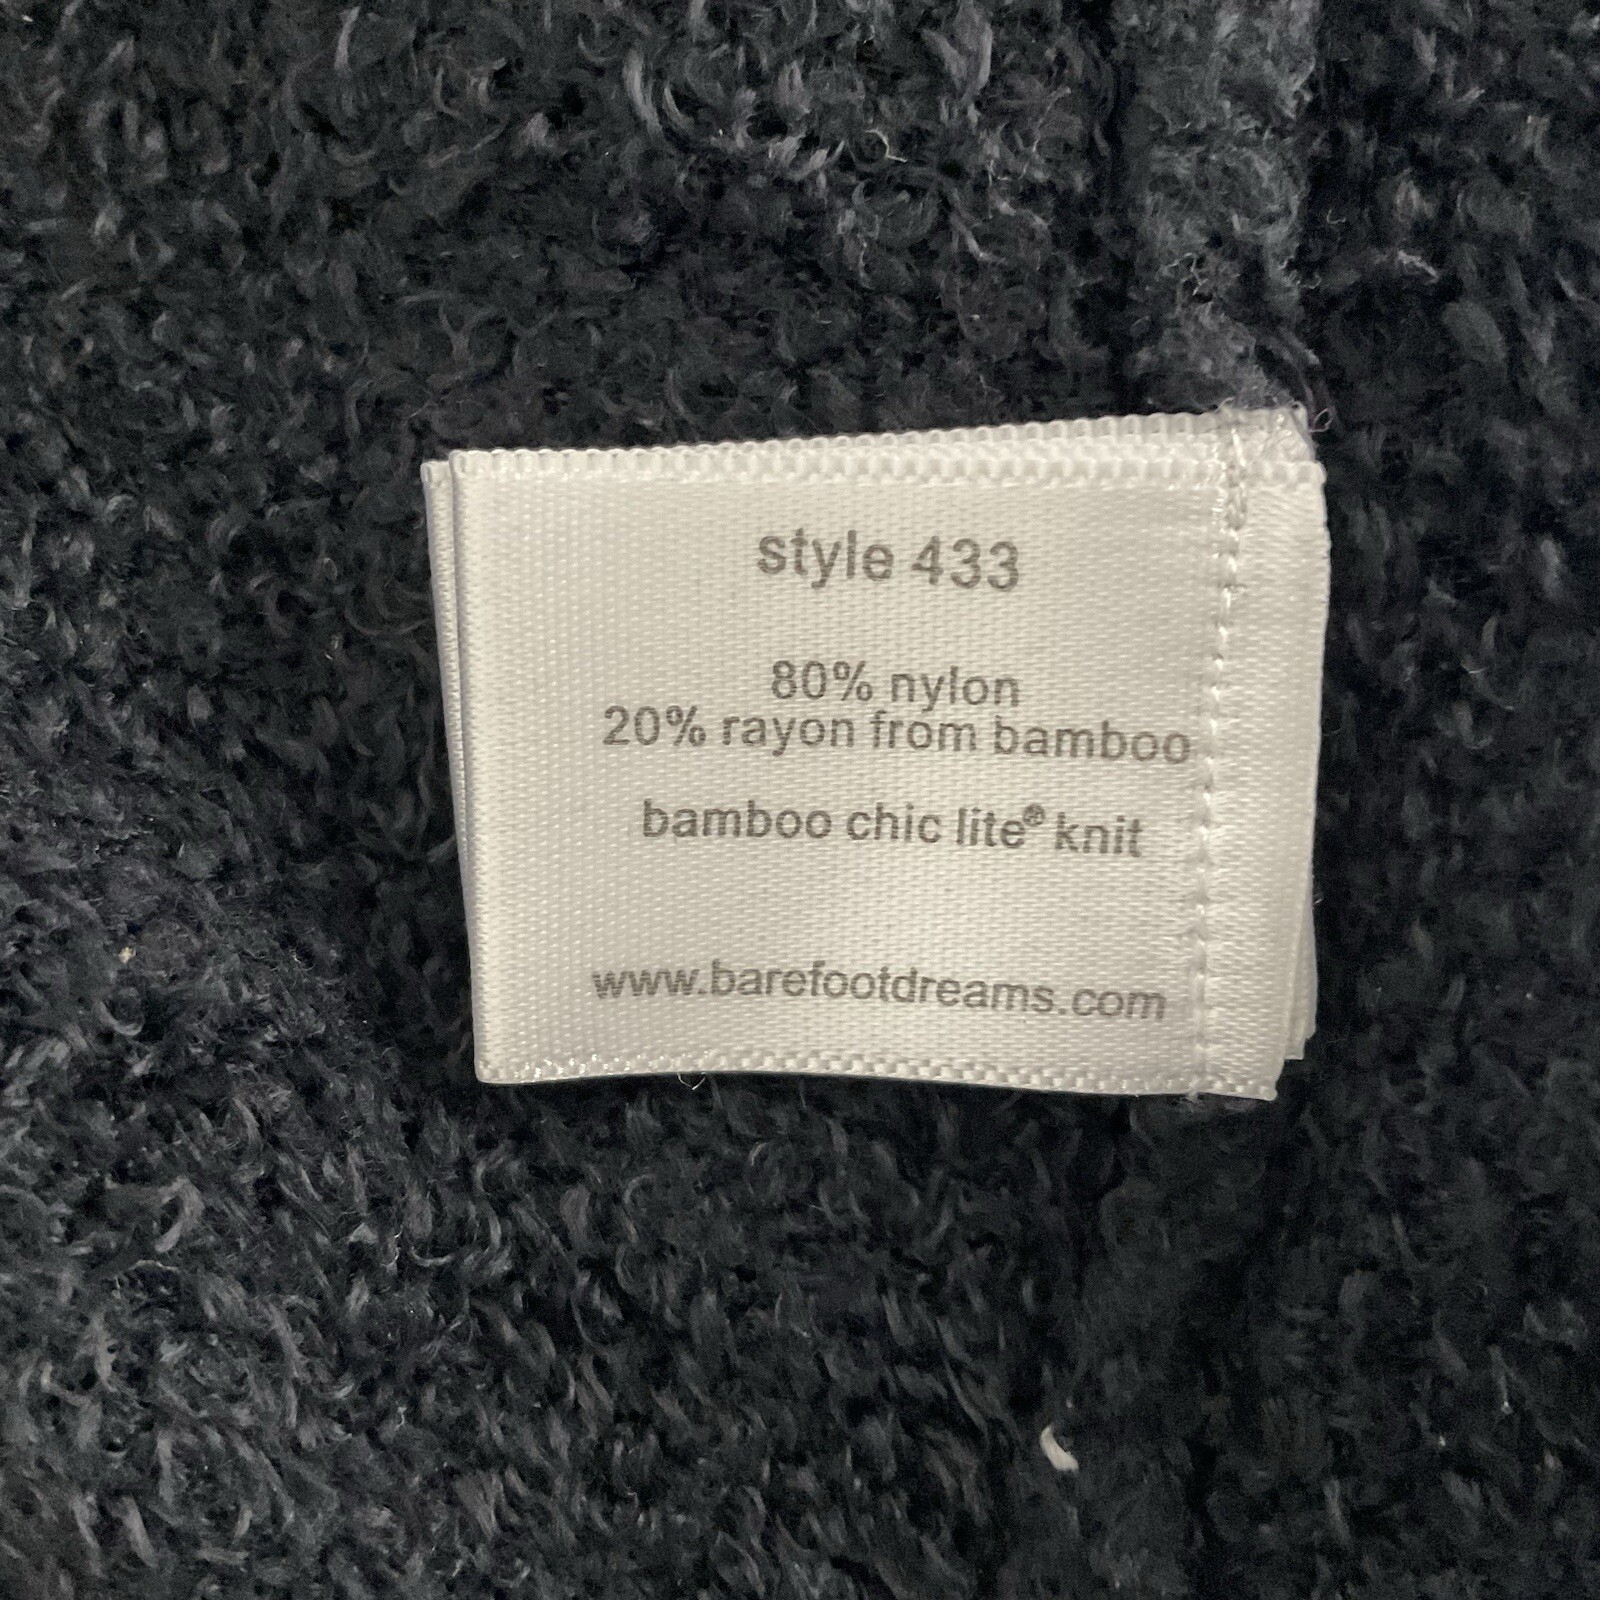 style 433
80% nylon
20% rayon from bamboo
bamboo chic lite® knit
www.barefootdreams.com